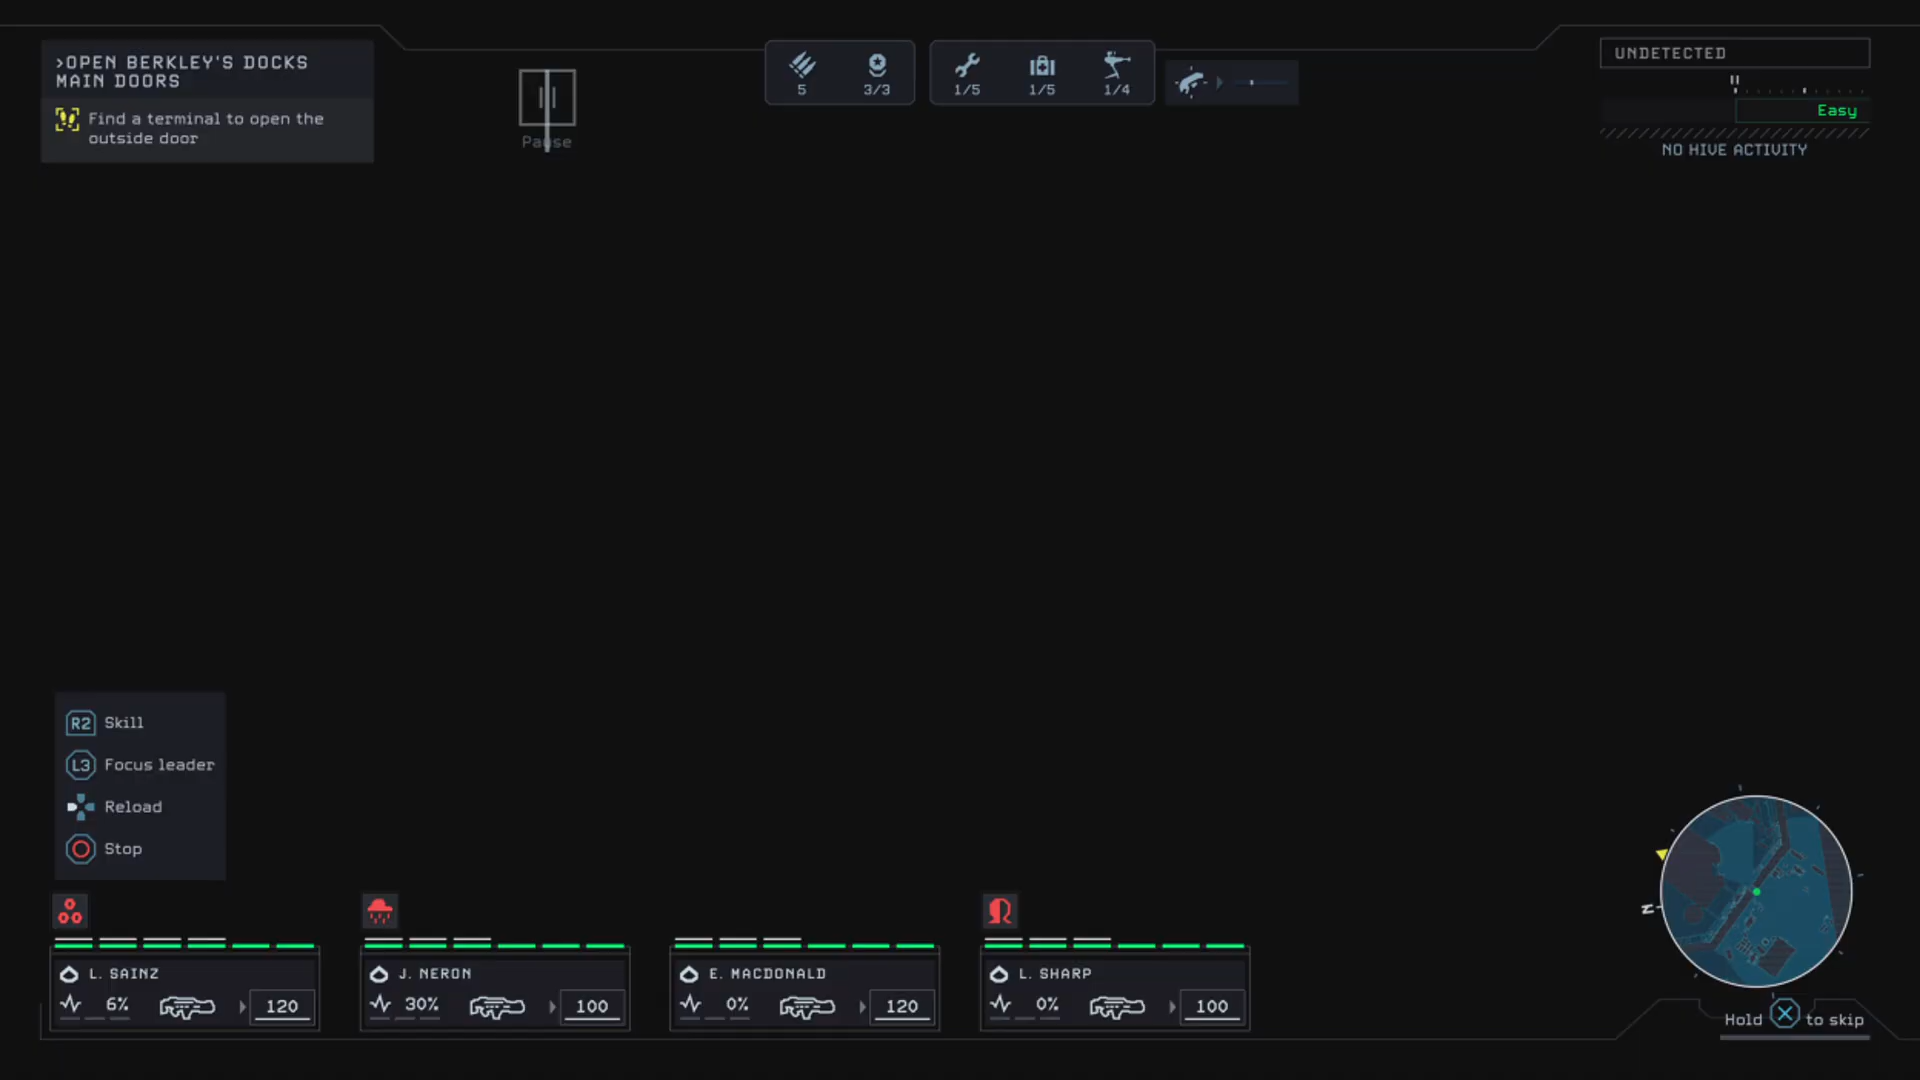 >OPEN BERKLEY'S DOCKS
MAIN DOORS
Find a terminal to open the
outside door
Pause
5
3/3
1/5
1/5
1/4
UNDETECTED
Easy
NO HIVE ACTIVITY
R2 Skill
L3 Focus leader
Reload
Stop
L. SAINZ
6%
120
J. NERON
30%
100
E. MACDONALD
0%
120
L. SHARP
0%
100
N
Hold to skip